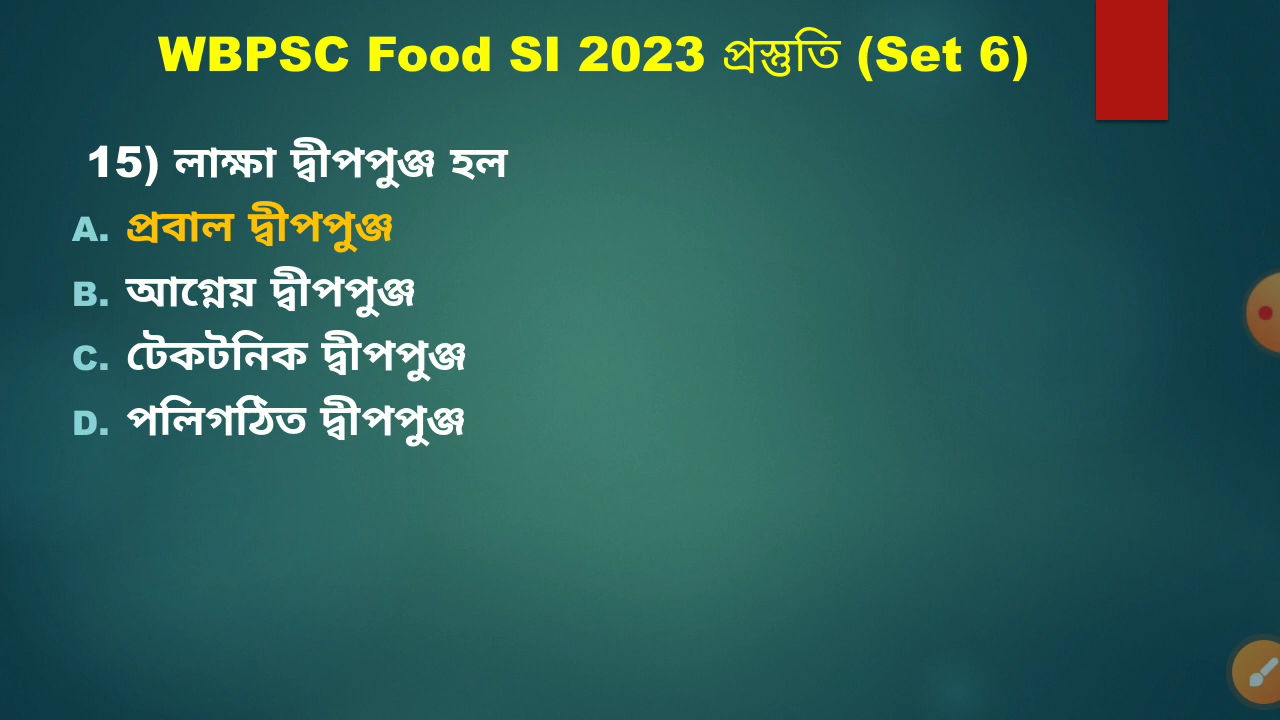 WBPSC Food SI 2023 প্রস্তুতি (Set 6)
15) লাক্ষা দ্বীপপুঞ্জ হল
A. প্রবাল দ্বীপপুঞ্জ
B. আগ্নেয় দ্বীপপুঞ্জ
C. টেকটনিক দ্বীপপুঞ্জ
D. পলিগঠিত দ্বীপপুঞ্জ